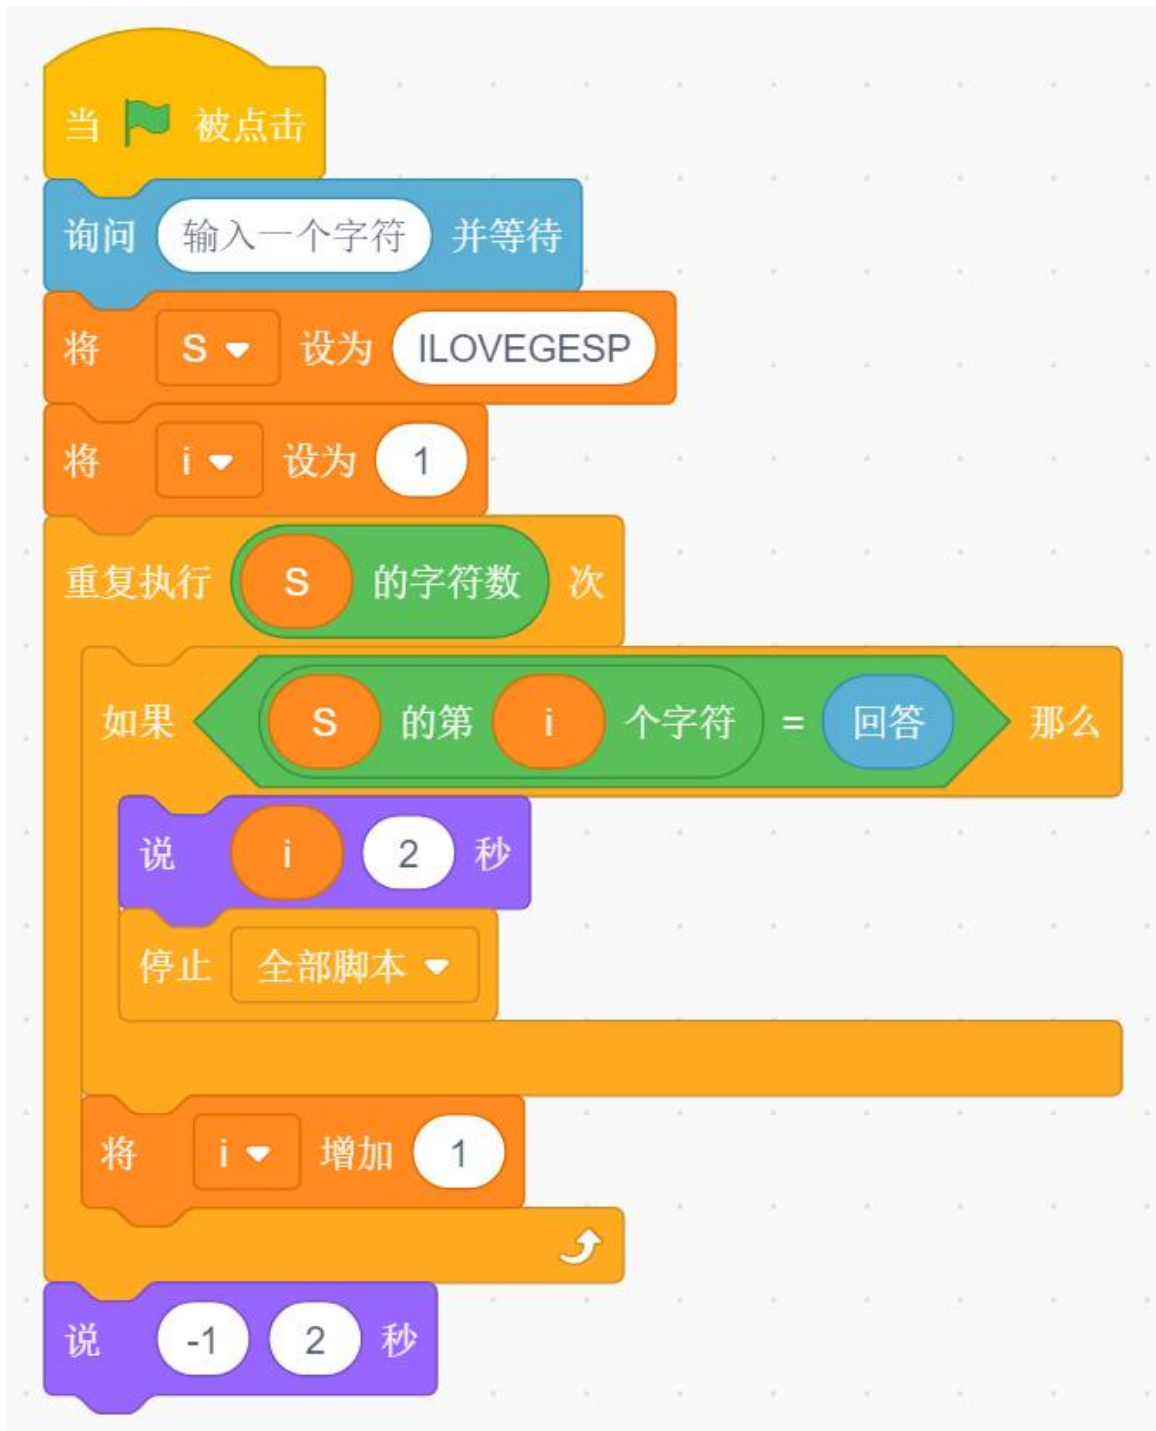 当 被点击
询问 输入一个字符 并等待
将 S 设为 ILOVEGESP
将 i 设为 1
重复执行 S 的字符数 次
如果 S 的第 i 个字符 = 回答 那么
说 i 2 秒
停止 全部脚本
将 i 增加 1
说 -1 2 秒